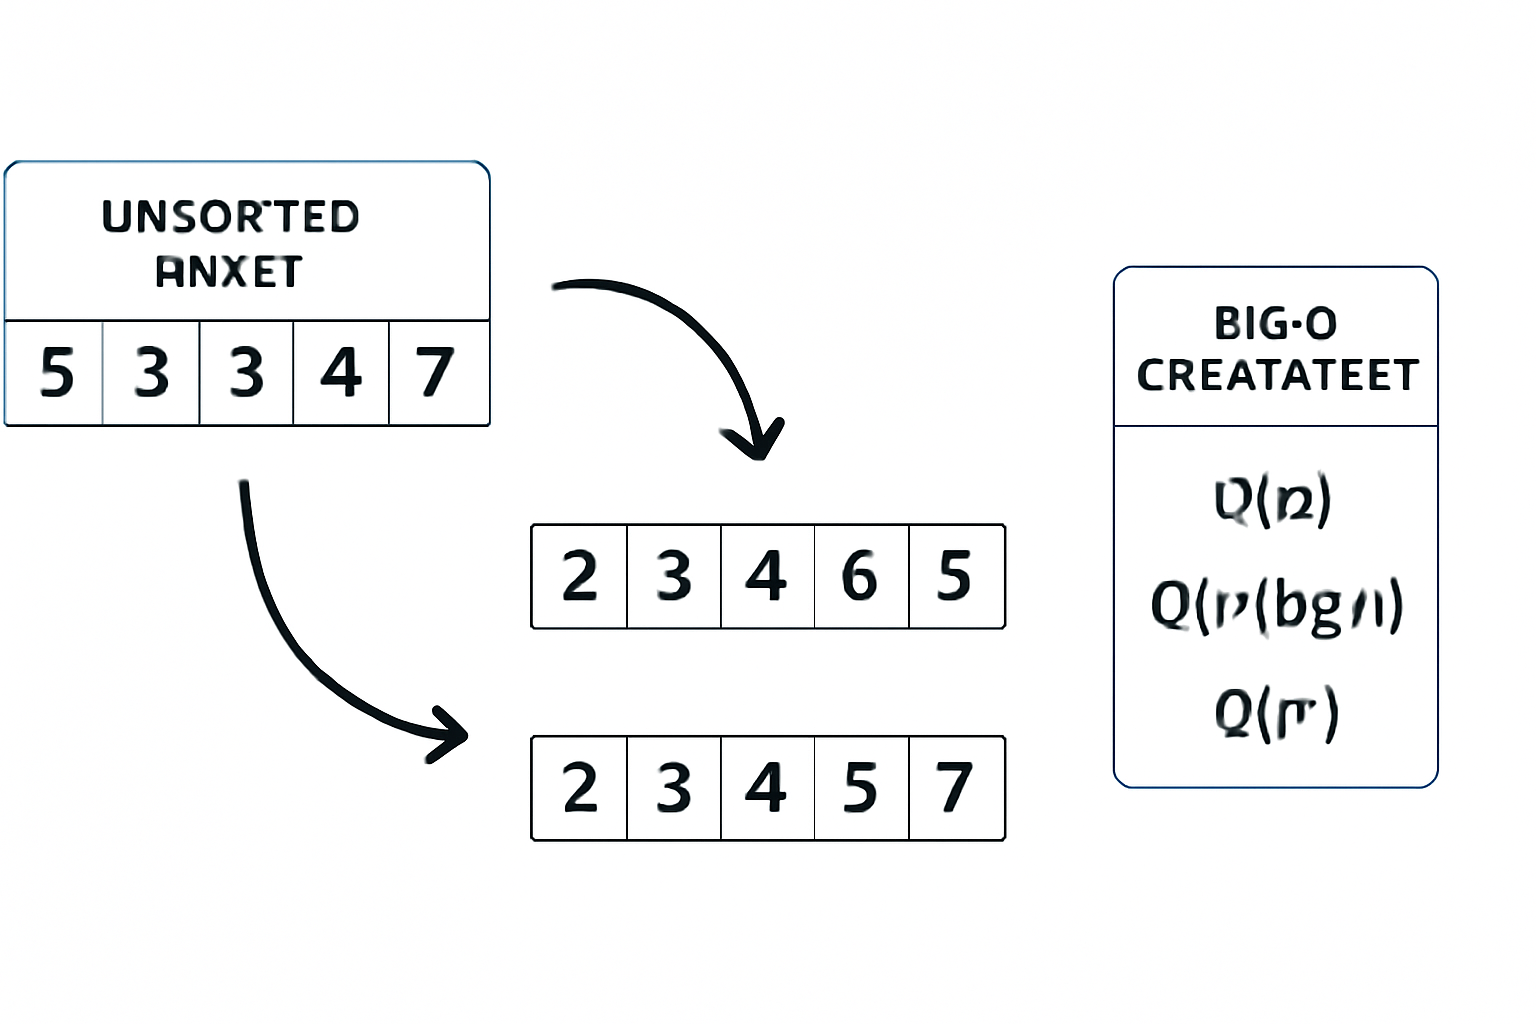 UNSORTED
ANXET
5 3 3 4 7
2 3 4 6 5
2 3 4 5 7
BIG-O
CREATATEET